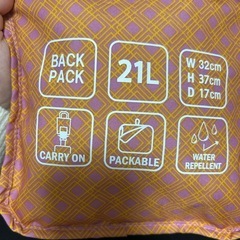 BACK
PACK
21L
W 32cm
H 37cm
D 17cm
CARRY ON
PACKABLE
WATER
REPELLENT